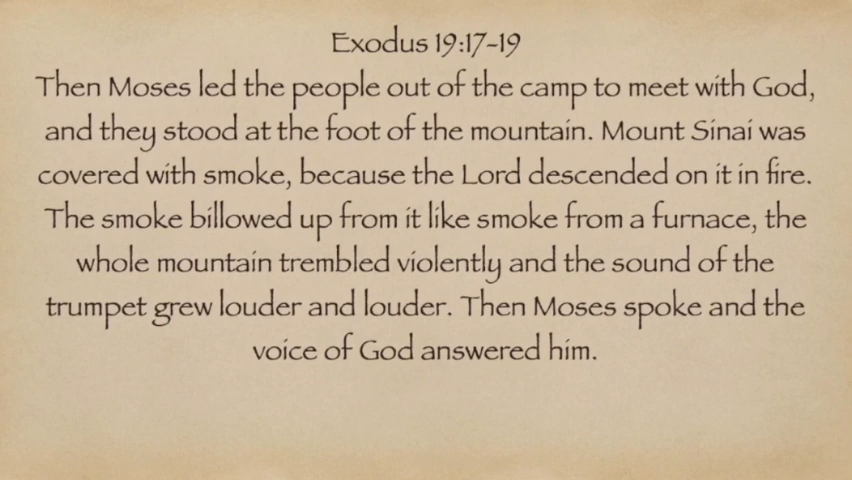 Exodus 19:17-19
Then Moses led the people out of the camp to meet with God,
and they stood at the foot of the mountain. Mount Sinai was
covered with smoke, because the Lord descended on it in fire.
The smoke billowed up from it like smoke from a furnace, the
whole mountain trembled violently and the sound of the
trumpet grew louder and louder. Then Moses spoke and the
voice of God answered him.